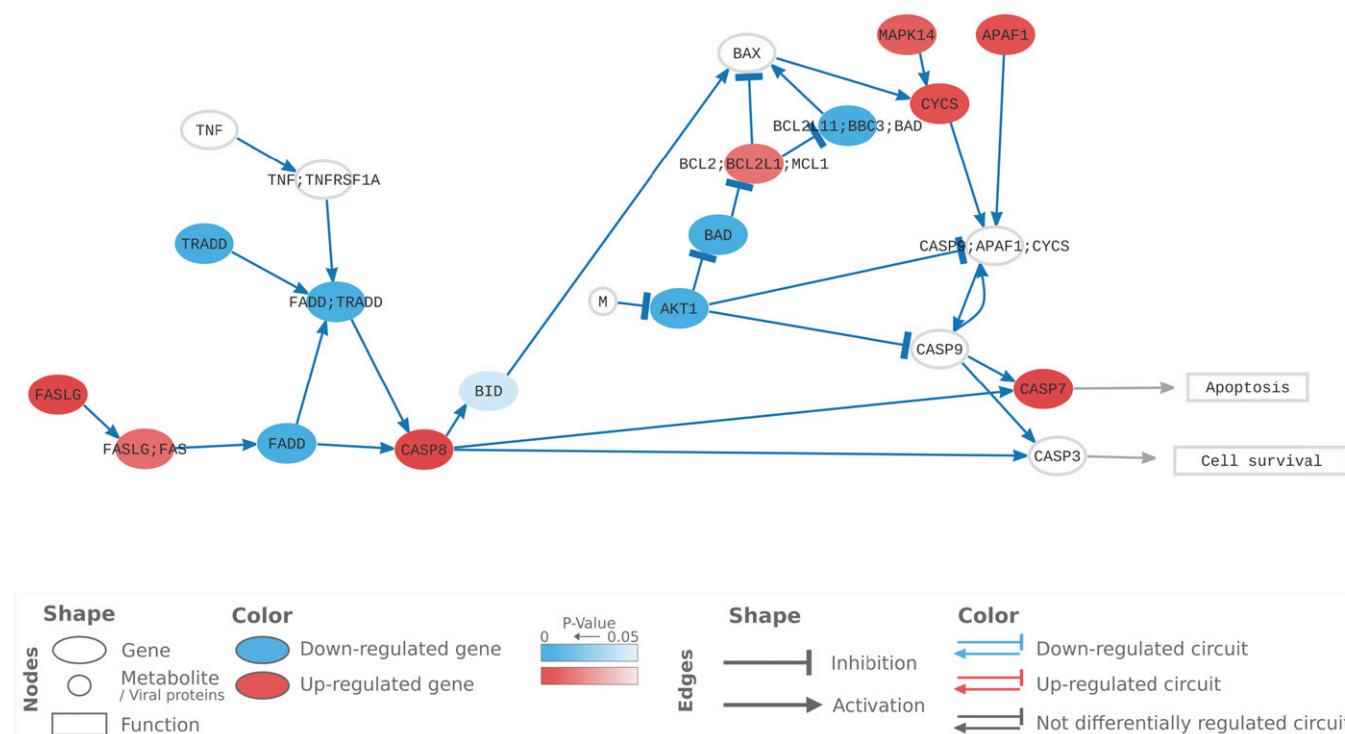 MAPK14
APAF1
BAX
CYCS
TNF
BCL2L11;BBC3;BAD
BCL2;BCL2L1;MCL1
TNF;TNFRSF1A
TRADD
BAD
CASP9;APAF1;CYCS
FADD;TRADD
M
AKT1
CASP9
FASLG
BID
CASP7
Apoptosis
FASLG;FAS
FADD
CASP8
CASP3
Cell survival
Nodes
Shape
Gene
Metabolite
/ Viral proteins
Function
Color
Down-regulated gene
Up-regulated gene
P-Value
0
0.05
Edges
Shape
Inhibition
Activation
Color
Down-regulated circuit
Up-regulated circuit
Not differentially regulated circuit